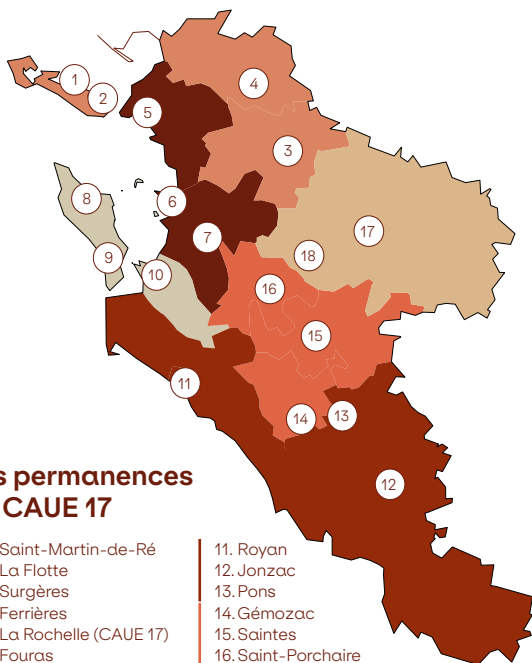 1
2
3
4
5
6
7
8
9
10
11
12
13
14
15
16
17
18
s permanences
CAUE 17
Saint-Martin-de-Ré
La Flotte
Surgères
Ferrières
La Rochelle (CAUE 17)
Fouras
11. Royan
12. Jonzac
13. Pons
14. Gémozac
15. Saintes
16. Saint-Porchaire